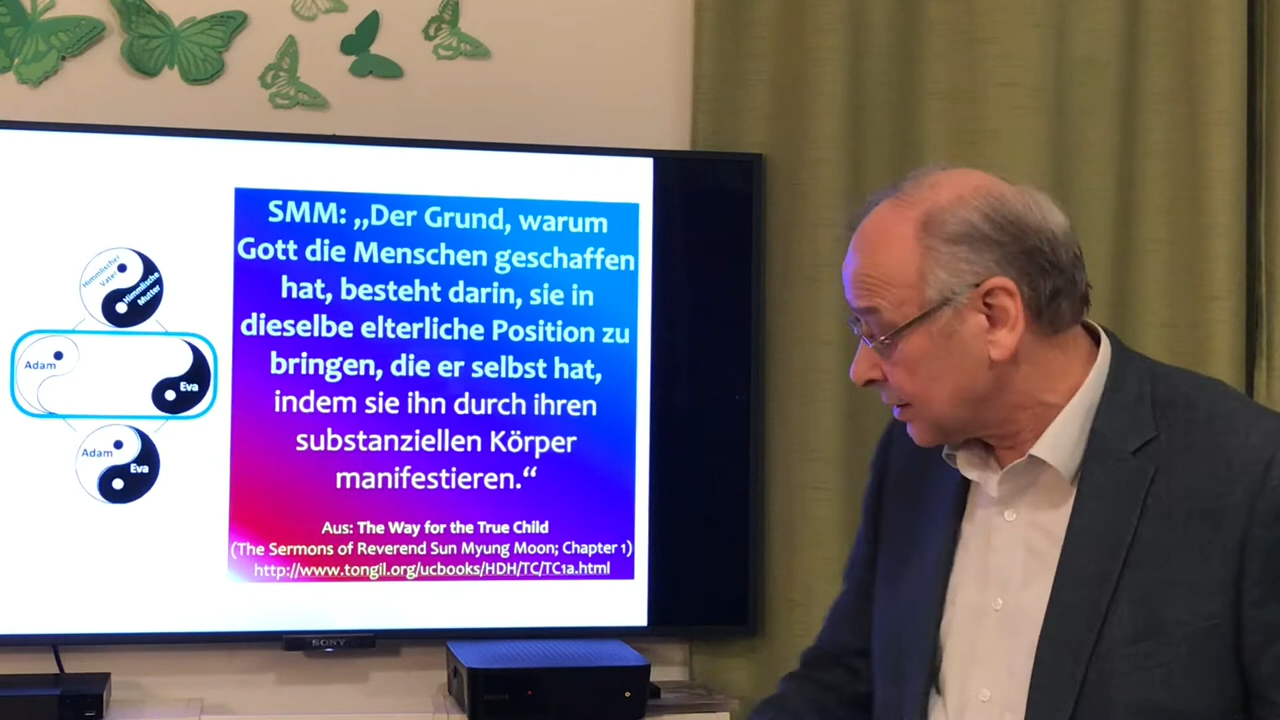 Himmlischer
Vater
Himmlische
Mutter
Adam
Eva
Adam
Eva
SMM: „Der Grund, warum
Gott die Menschen geschaffen
hat, besteht darin, sie in
dieselbe elterliche Position zu
bringen, die er selbst hat,
indem sie ihn durch ihren
substanziellen Körper
manifestieren.“
Aus: The Way for the True Child
(The Sermons of Reverend Sun Myung Moon; Chapter 1)
http://www.tongil.org/ucbooks/HDH/TC/TC1a.html
SONY